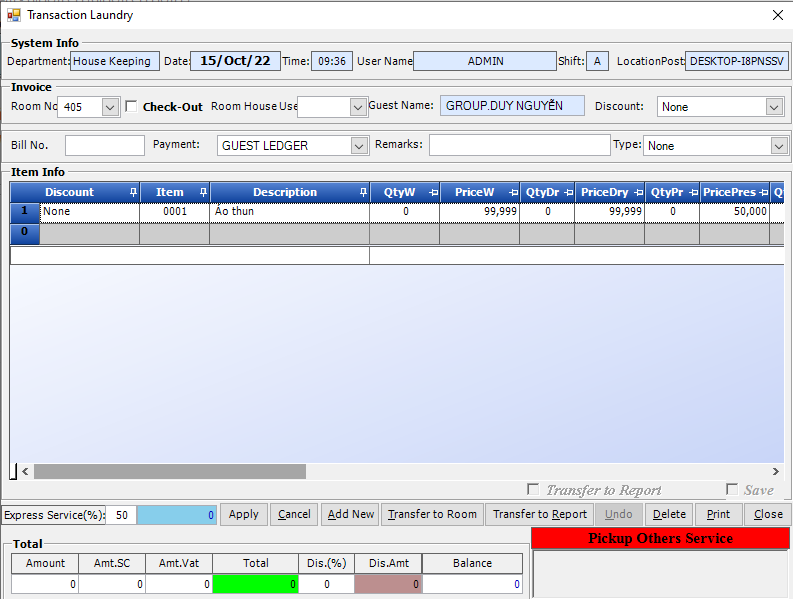 Transaction Laundry
System Info
Department: House Keeping Date: 15/Oct/22 Time: 09:36 User Name ADMIN Shift: A LocationPost: DESKTOP-I8PNSSV
Invoice
Room No 405 Check-Out Room House Use Guest Name: GROUP.DUY NGUYỄN Discount: None
Bill No. Payment: GUEST LEDGER Remarks: Type: None
Item Info
Discount Item Description QtyW PriceW QtyDr PriceDry QtyPr PricePres Q
1 None 0001 Áo thun 0 99,999 0 99,999 0 50,000
0
Transfer to Report Save
Express Service(%): 50 0 Apply Cancel Add New Transfer to Room Transfer to Report Undo Delete Print Close
Total
Pickup Others Service
Amount Amt.SC Amt.Vat Total Dis.(%) Dis.Amt Balance
0 0 0 0 0 0 0